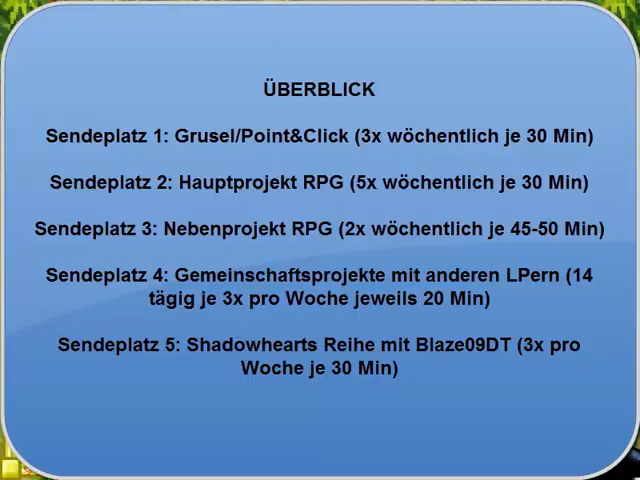 ÜBERBLICK
Sendeplatz 1: Grusel/Point&Click (3x wöchentlich je 30 Min)
Sendeplatz 2: Hauptprojekt RPG (5x wöchentlich je 30 Min)
Sendeplatz 3: Nebenprojekt RPG (2x wöchentlich je 45-50 Min)
Sendeplatz 4: Gemeinschaftsprojekte mit anderen LPern (14
tägig je 3x pro Woche jeweils 20 Min)
Sendeplatz 5: Shadowhearts Reihe mit Blaze09DT (3x pro
Woche je 30 Min)